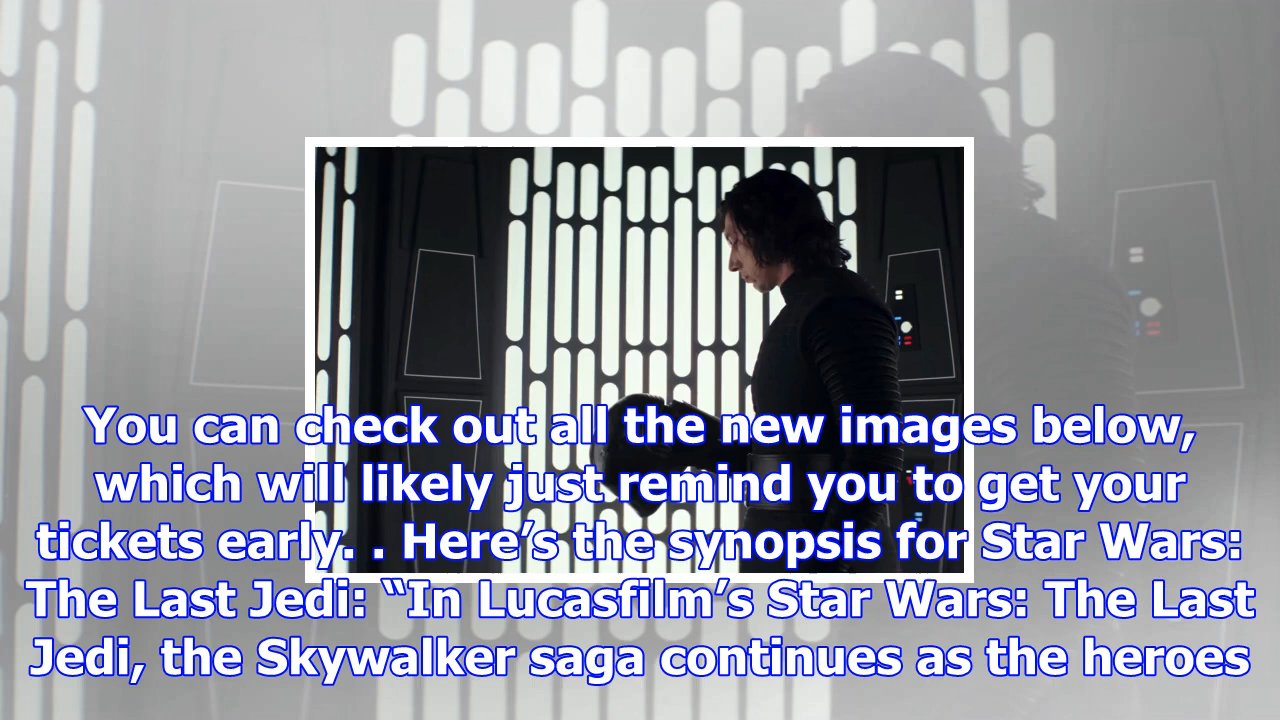 You can check out all the new images below,
which will likely just remind you to get your
tickets early. . Here’s the synopsis for Star Wars:
The Last Jedi: “In Lucasfilm’s Star Wars: The Last
Jedi, the Skywalker saga continues as the heroes